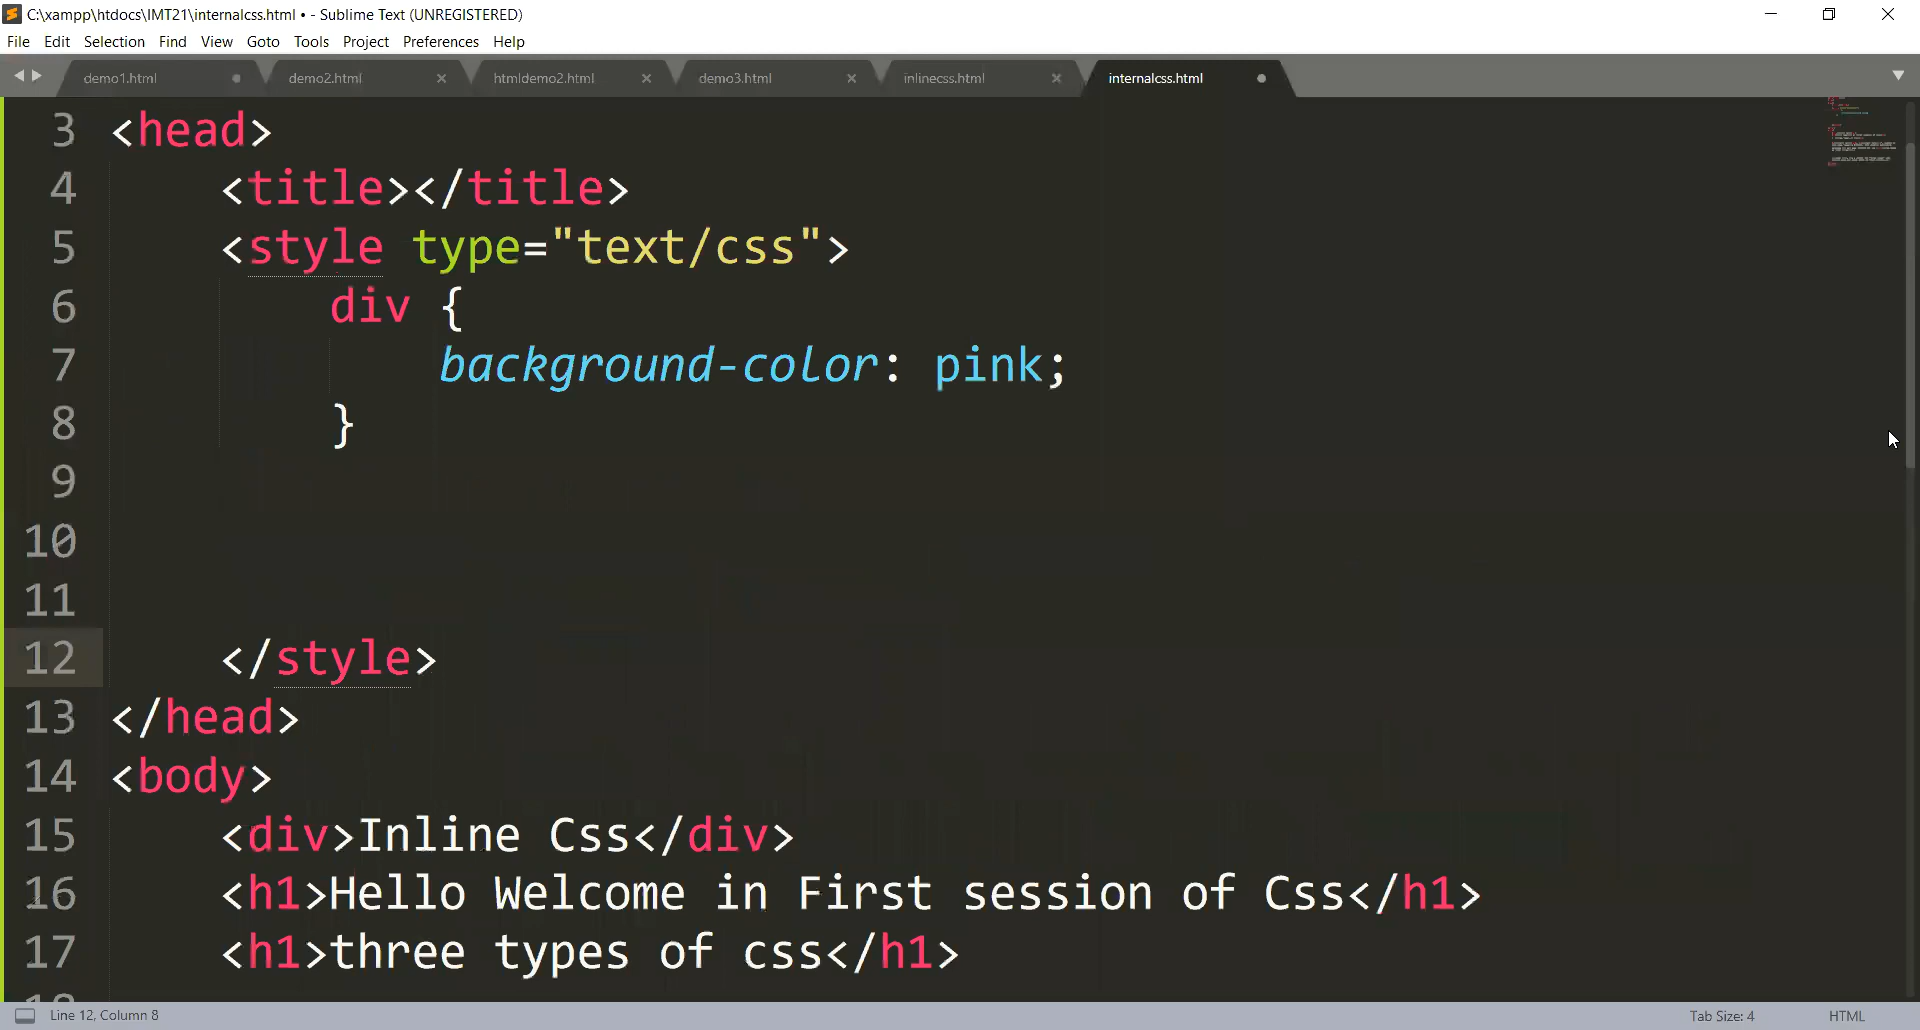 C:\xampp\htdocs\IMT21\internalcss.html • - Sublime Text (UNREGISTERED)
File Edit Selection Find View Goto Tools Project Preferences Help
demo1.html demo2.html htmldemo2.html demo3.html inlinecss.html internalcss.html
3 <head>
4 <title></title>
5 <style type="text/css">
6 div {
7 background-color: pink;
8 }
9
10
11
12 </style>
13 </head>
14 <body>
15 <div>Inline Css</div>
16 <h1>Hello Welcome in First session of Css</h1>
17 <h1>three types of css</h1>
Line 12, Column 8 Tab Size: 4 HTML